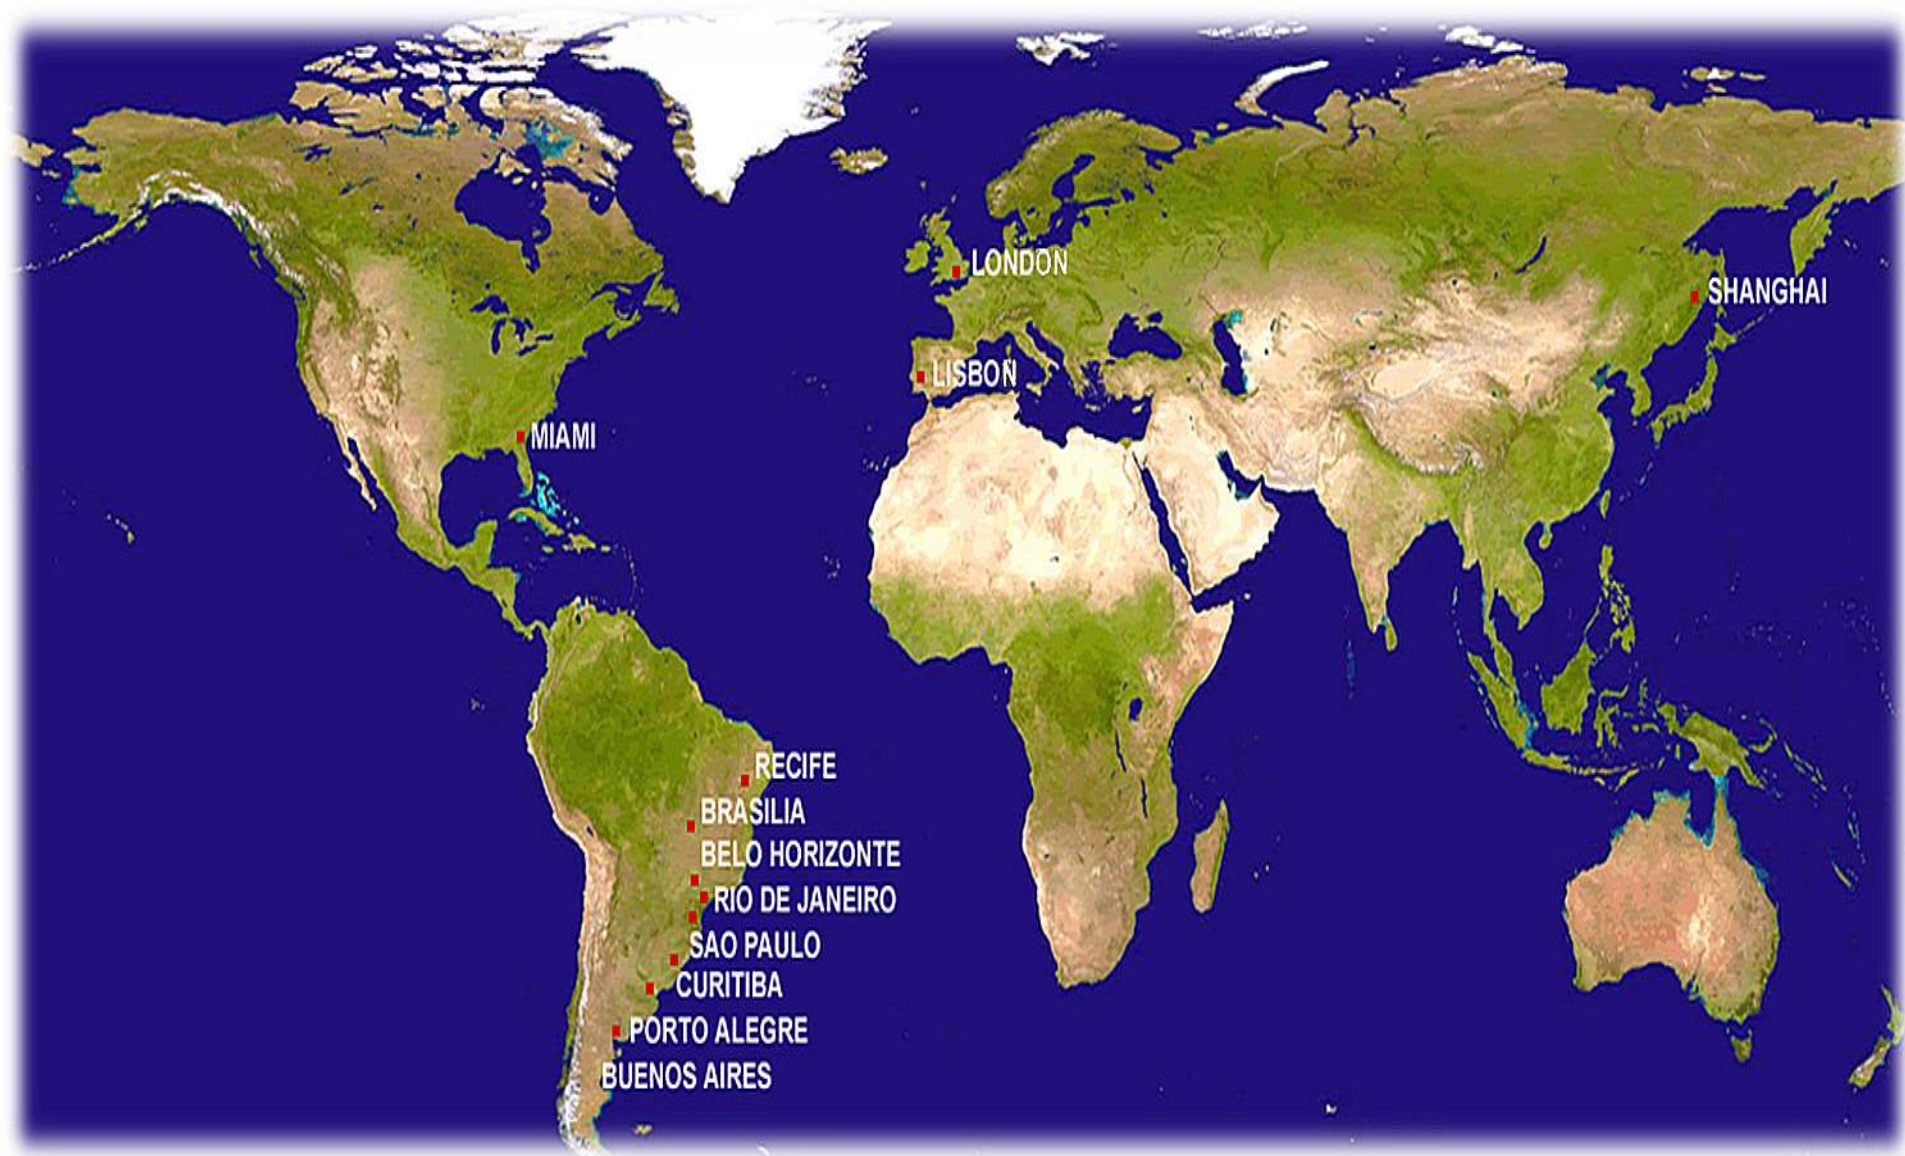 LONDON
SHANGHAI
LISBON
MIAMI
RECIFE
BRASILIA
BELO HORIZONTE
RIO DE JANEIRO
SAO PAULO
CURITIBA
PORTO ALEGRE
BUENOS AIRES